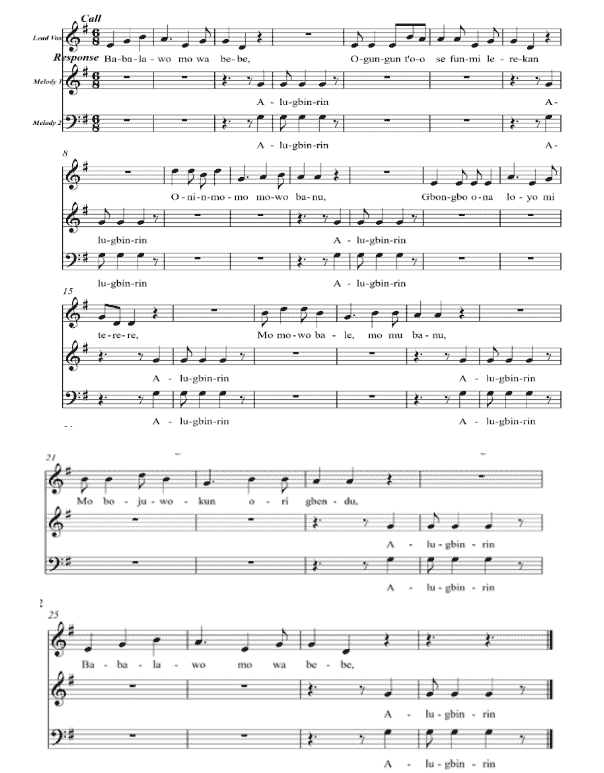 Call
Lead Vox
Response Ba-ba-la-wo mo wa be-be, O-gun-gun t'o-o se fun-mi le-re-kan
Melody 1
A - lu-gbin-rin A-
Melody 2
A - lu-gbin-rin A-
8
O-ni-n-mo-mo mo-wo ba-nu, Gbon-gbo o-na lo-yo mi
lu-gbin-rin A - lu-gbin-rin
lu-gbin-rin A - lu-gbin-rin
15
te-re-re, Mo mo-wo ba-le, mo mu ba-nu,
A - lu-gbin-rin A - lu-gbin-rin
A - lu-gbin-rin A - lu-gbin-rin
21
Mo bo-ju-wo-kun o-ri gben-du,
A - lu-gbin-rin
A - lu-gbin-rin
25
Ba-ba-la-wo mo wa be-be,
A - lu-gbin-rin
A - lu-gbin-rin